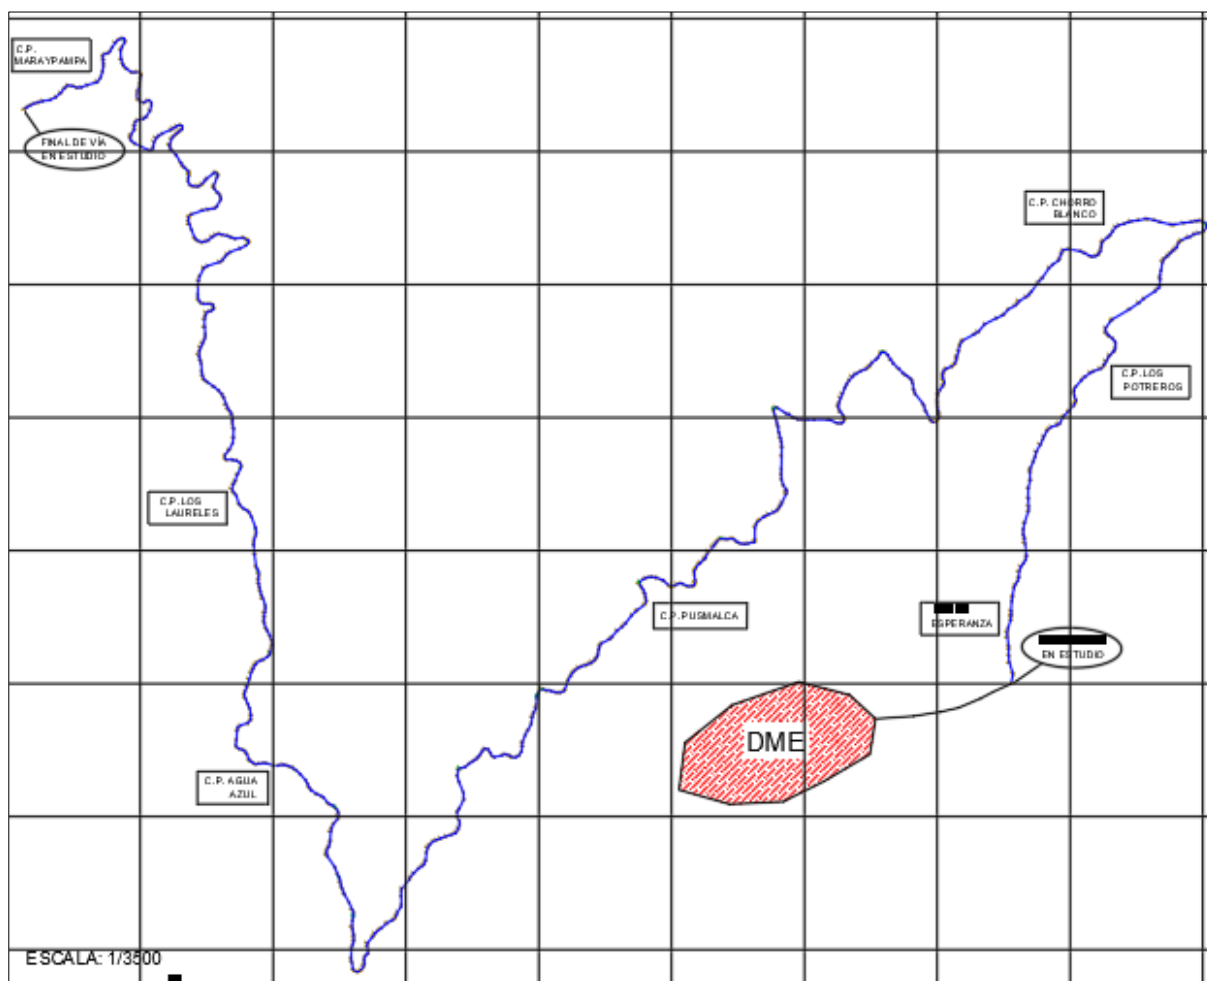 C.P.
MARAYPAMPA
FINAL DE VÍA
EN ESTUDIO
C.P. CHORRO
BLANCO
C.P. LOS
POTREROS
C.P. LOS
LAURELES
C.P. PUSMALCA
ESPERANZA
EN ESTUDIO
DME
C.P. AGUA
AZUL
ESCALA: 1/3500